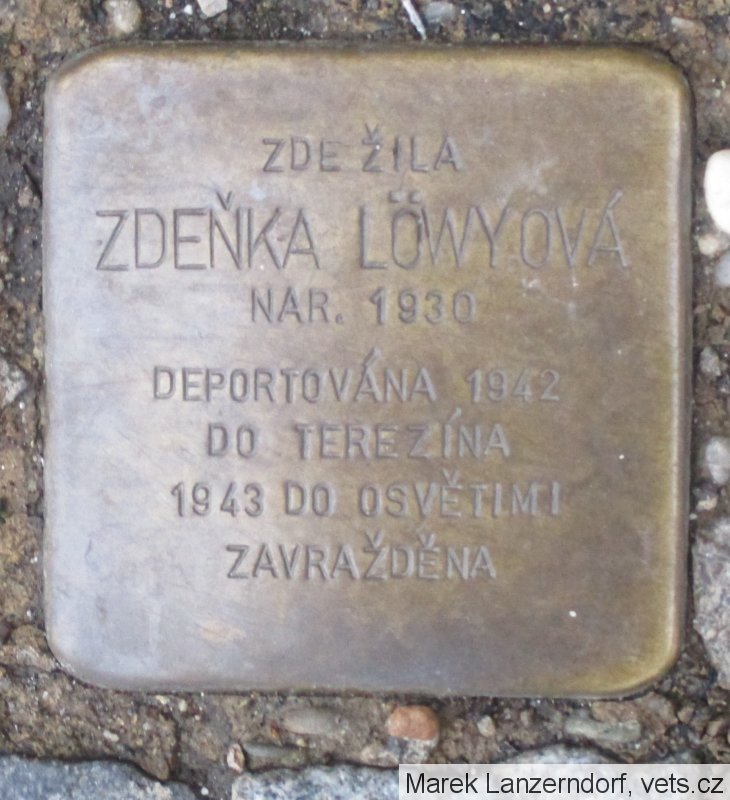 ZDE ŽILA
ZDEŇKA LÖWYOVÁ
NAR. 1930
DEPORTOVÁNA 1942
DO TEREZÍNA
1943 DO OSVĚTIMI
ZAVRAŽDĚNA
Marek Lanzerndorf, vets.cz